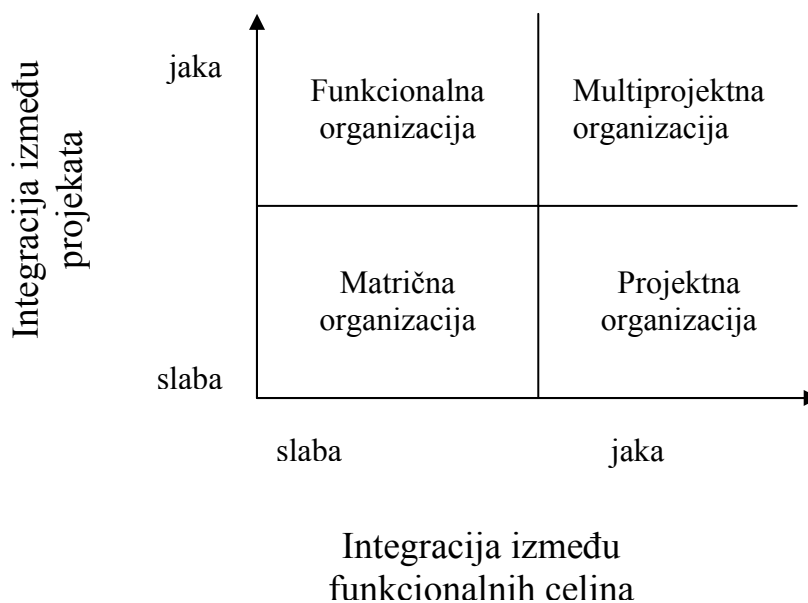 Integracija između
projekata
jaka
slaba
Funkcionalna
organizacija
Multiprojektna
organizacija
Matrična
organizacija
Projektna
organizacija
slaba
jaka
Integracija između
funkcionalnih celina